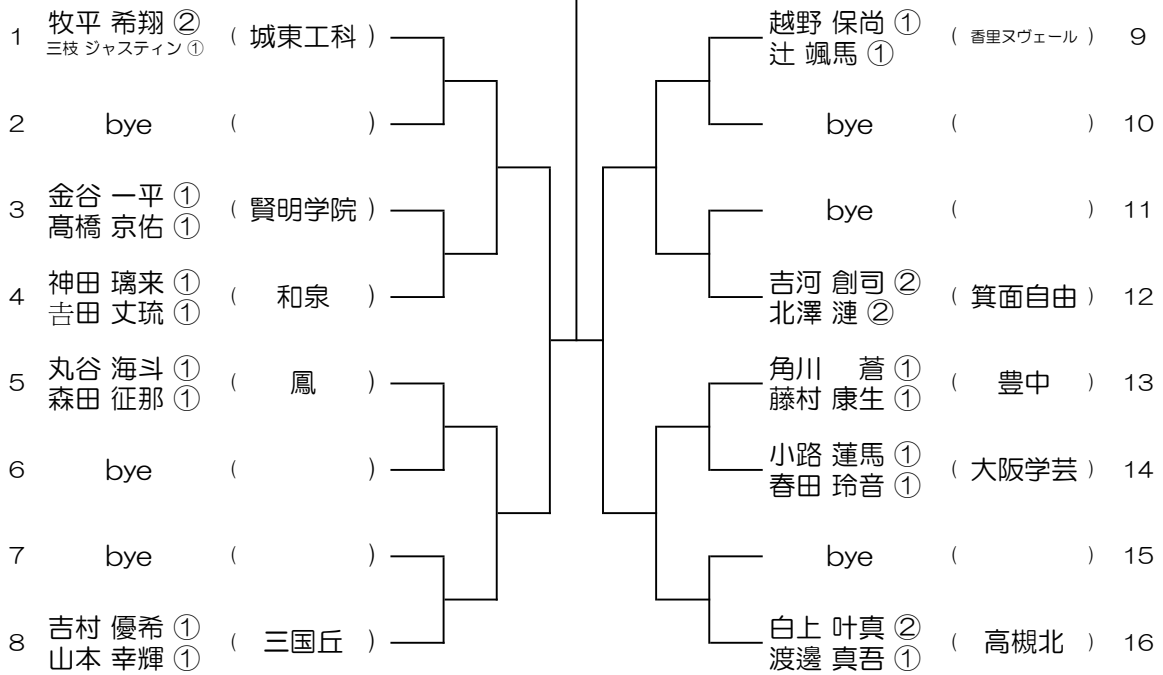 1 牧平 希翔 ② ( 城東工科 )
三枝 ジャスティン ①
2 bye ( )
3 金谷 一平 ① ( 賢明学院 )
髙橋 京佑 ①
4 神田 璃来 ① ( 和泉 )
𠮷田 丈琉 ①
5 丸谷 海斗 ① ( 鳳 )
森田 征那 ①
6 bye ( )
7 bye ( )
8 吉村 優希 ① ( 三国丘 )
山本 幸輝 ①
越野 保尚 ① ( 香里ヌヴェール ) 9
辻 颯馬 ①
bye ( ) 10
bye ( ) 11
吉河 創司 ② ( 箕面自由 ) 12
北澤 漣 ②
角川 蒼 ① ( 豊中 ) 13
藤村 康生 ①
小路 蓮馬 ① ( 大阪学芸 ) 14
春田 玲音 ①
bye ( ) 15
白上 叶真 ② ( 高槻北 ) 16
渡邊 真吾 ①